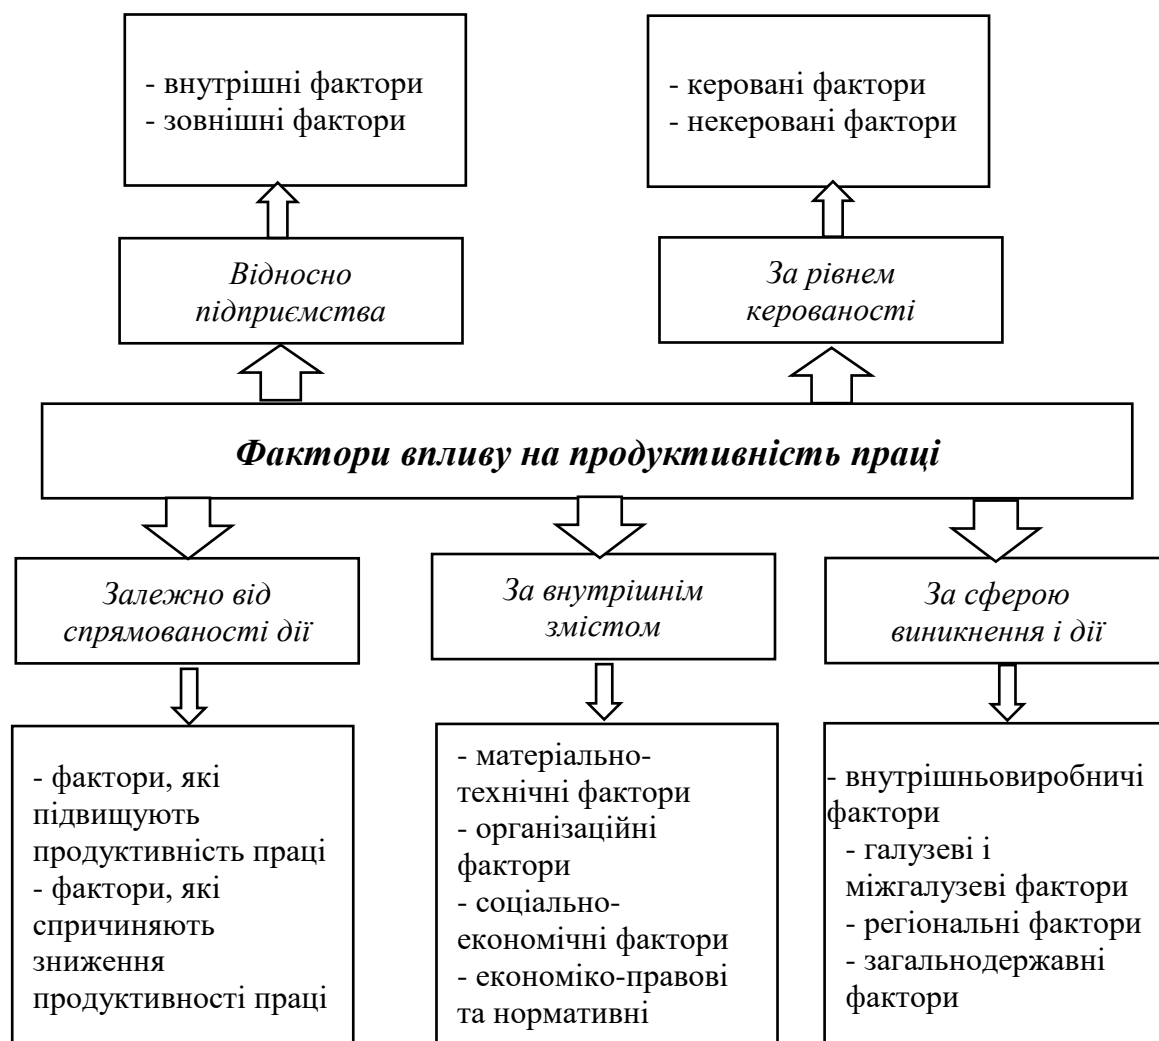 - внутрішні фактори
- зовнішні фактори
- керовані фактори
- некеровані фактори
Відносно
підприємства
За рівнем
керованості
Фактори впливу на продуктивність праці
Залежно від
спрямованості дії
За внутрішнім
змістом
За сферою
виникнення і дії
- фактори, які
підвищують
продуктивність праці
- фактори, які
спричиняють
зниження
продуктивності праці
- матеріально-
технічні фактори
- організаційні
фактори
- соціально-
економічні фактори
- економіко-правові
та нормативні
- внутрішньовиробничі
фактори
- галузеві і
міжгалузеві фактори
- регіональні фактори
- загальнодержавні
фактори